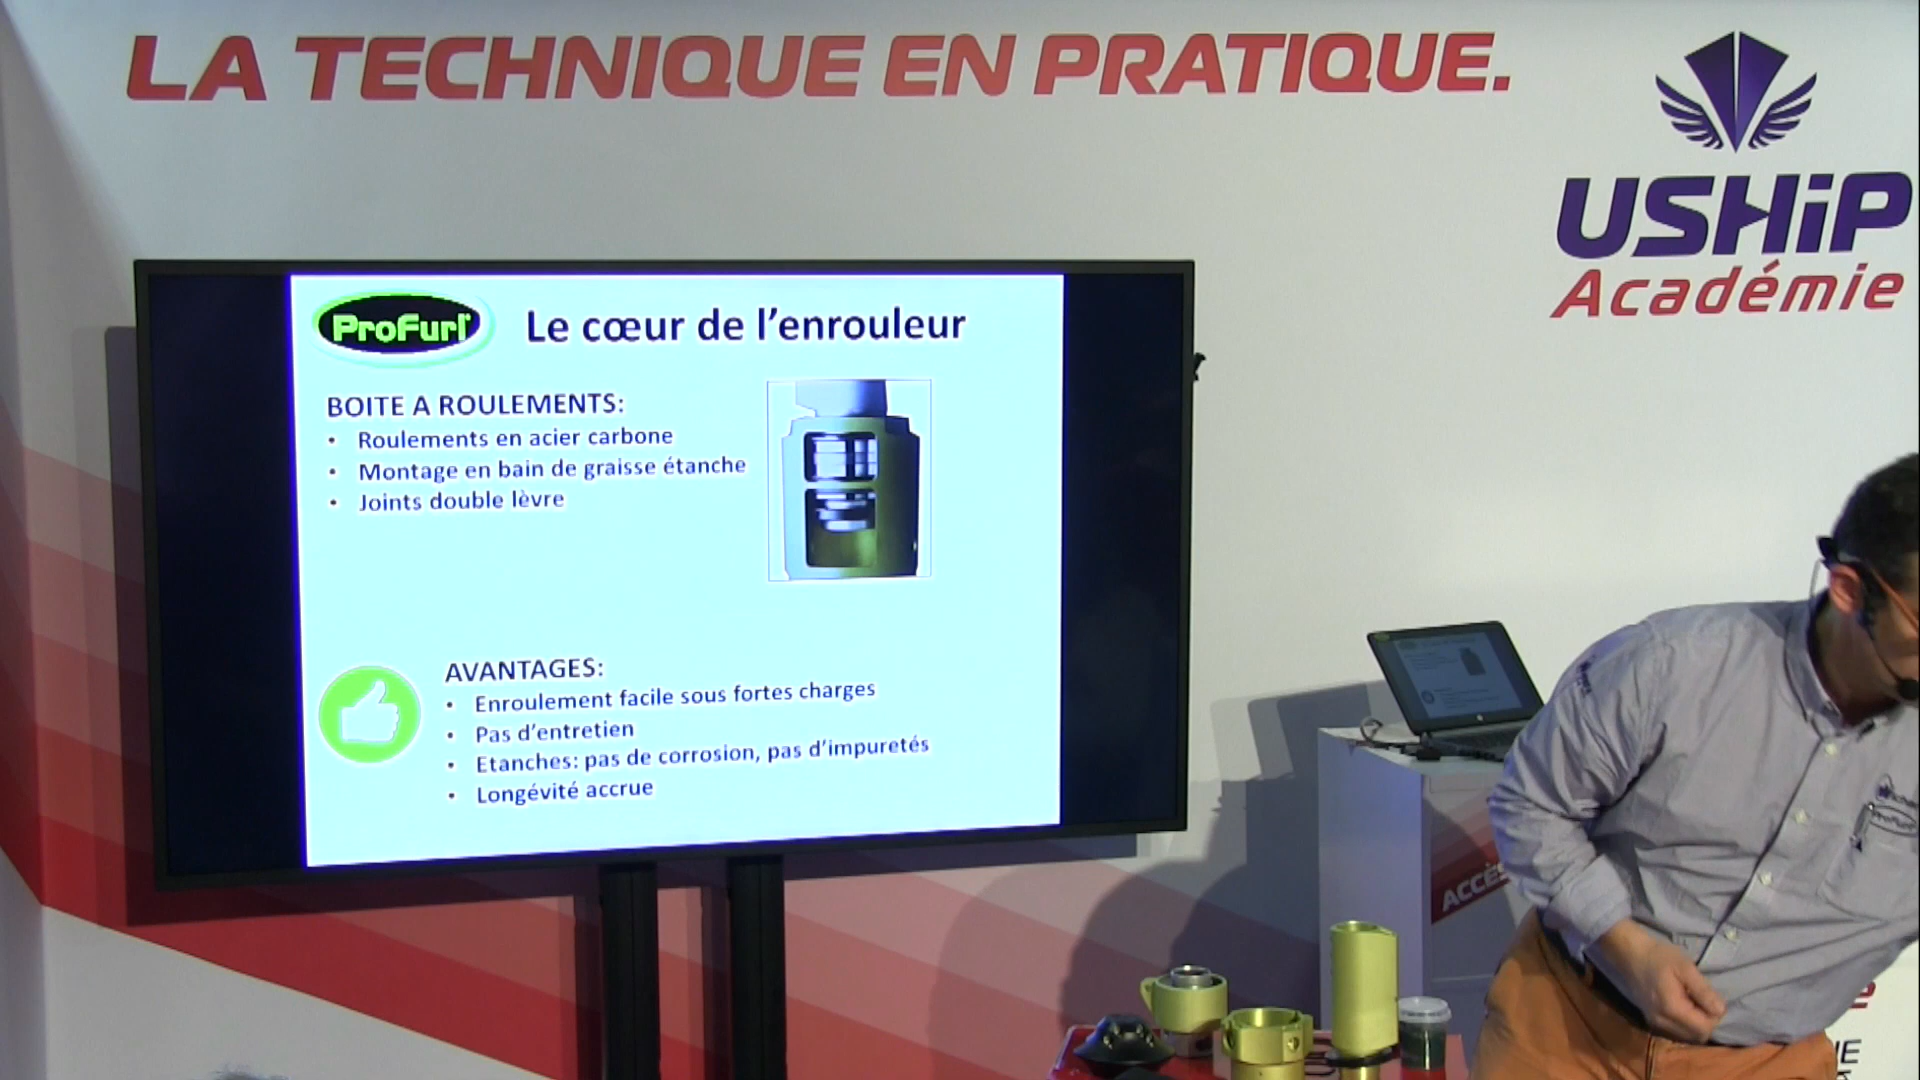 LA TECHNIQUE EN PRATIQUE.
USHiP
Académie
ProFurl
Le cœur de l'enrouleur
BOITE A ROULEMENTS:
• Roulements en acier carbone
• Montage en bain de graisse étanche
• Joints double lèvre
AVANTAGES:
• Enroulement facile sous fortes charges
• Pas d'entretien
• Etanches: pas de corrosion, pas d'impuretés
• Longévité accrue
ACCÈS